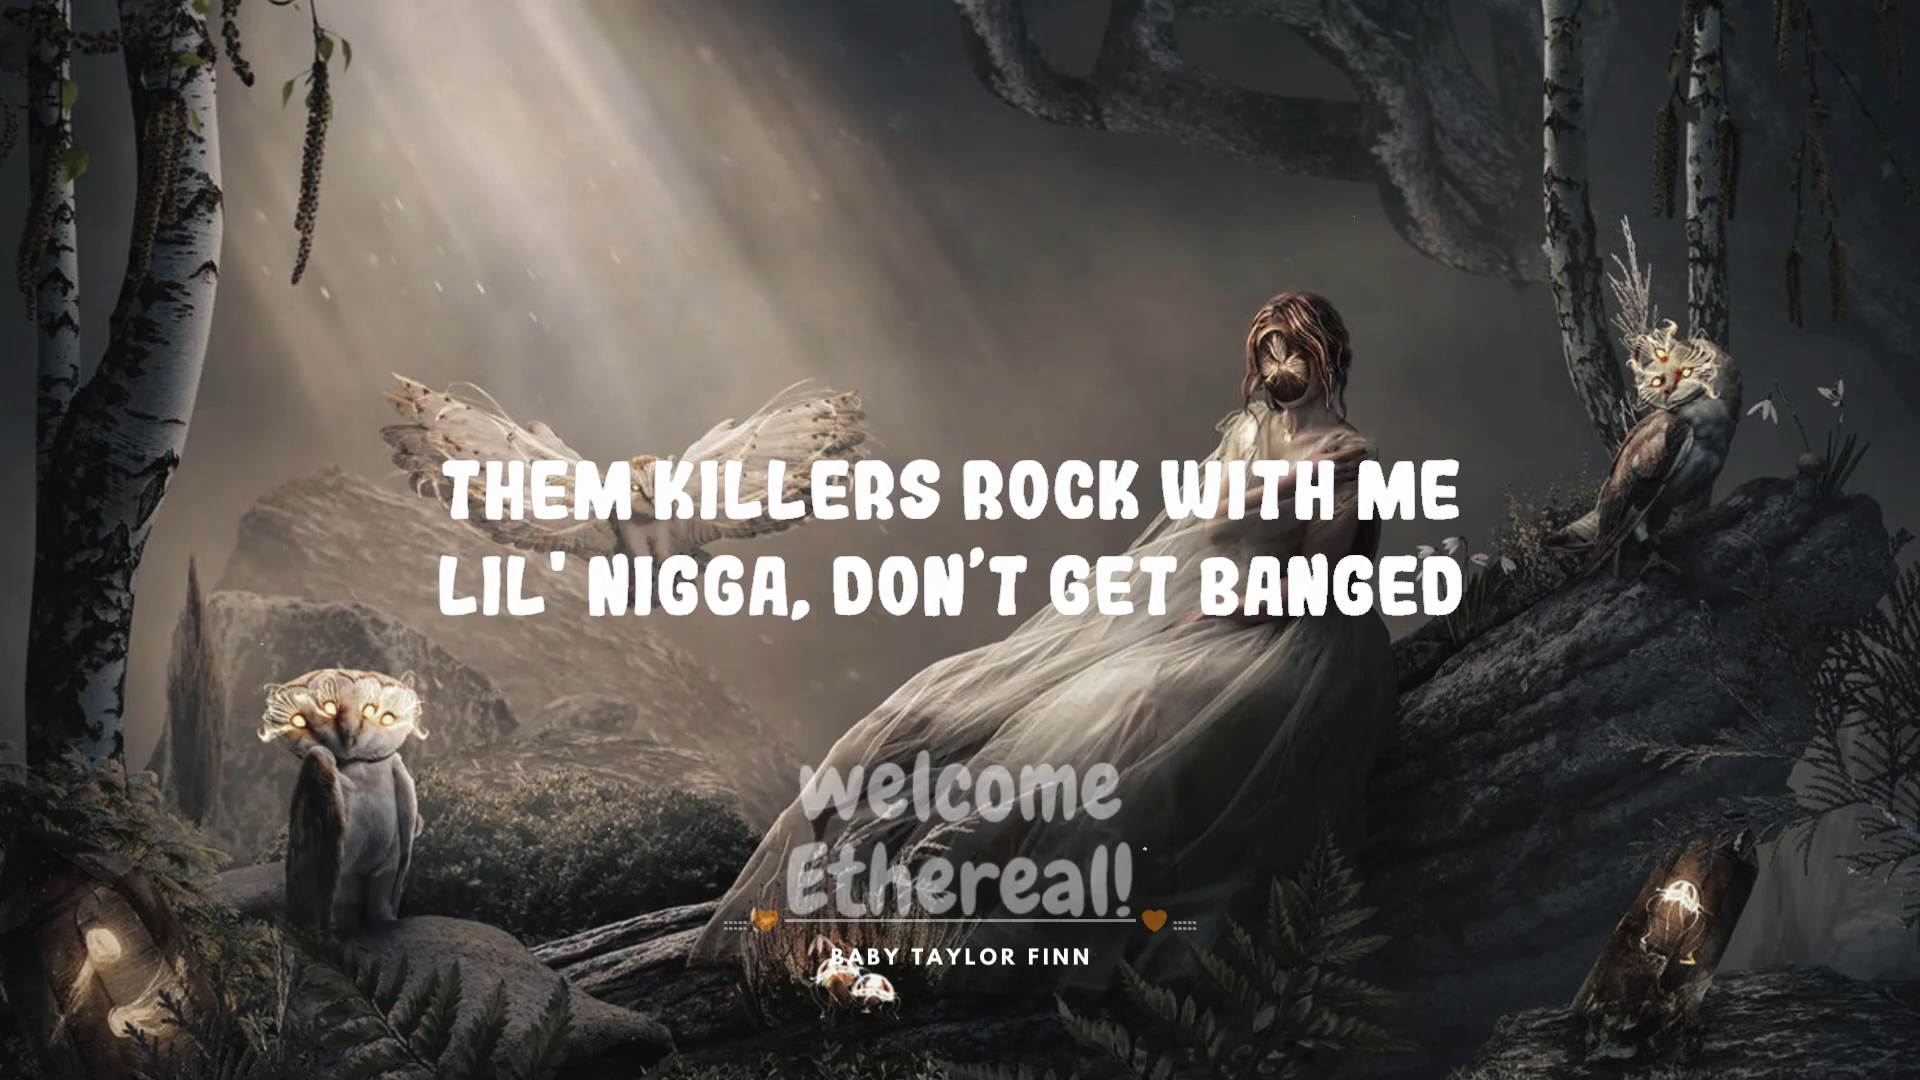 THEM KILLERS ROCK WITH ME
LIL' NIGGA, DON'T GET BANGED
welcome
Ethereal!
BABY TAYLOR FINN